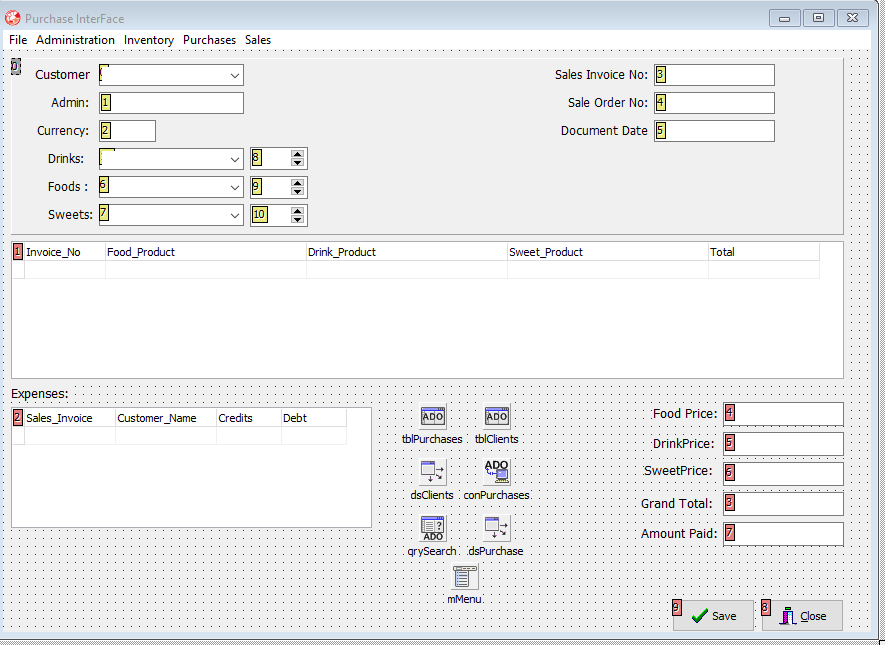 Purchase InterFace
File Administration Inventory Purchases Sales
0 Customer Sales Invoice No: 3
Admin: 1 Sale Order No: 4
Currency: 2 Document Date 5
Drinks: 8
Foods : 6 9
Sweets: 7 10
1 Invoice_No Food_Product Drink_Product Sweet_Product Total
Expenses:
2 Sales_Invoice Customer_Name Credits Debt
ADO ADO
tblPurchases tblClients
ADO
dsClients conPurchases
ADO
qrySearch dsPurchase
mMenu
Food Price: 4
DrinkPrice: 5
SweetPrice: 6
Grand Total: 3
Amount Paid: 7
9 Save 8 Close